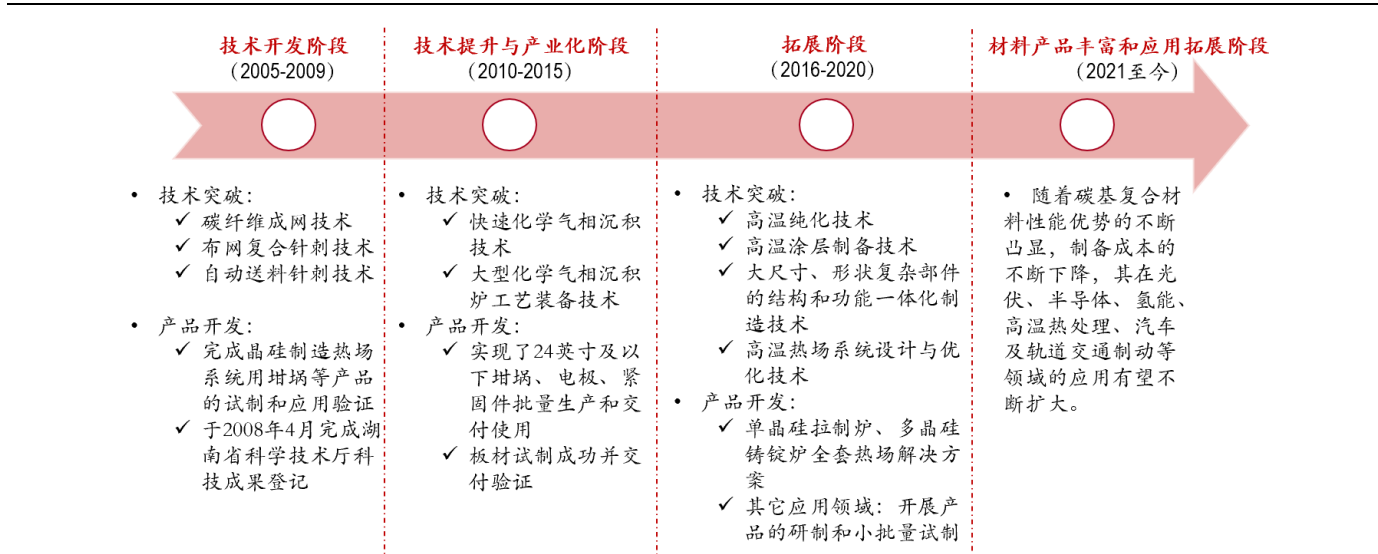 技术开发阶段
（2005-2009）
• 技术突破：
✓ 碳纤维成网技术
✓ 布网复合针刺技术
✓ 自动送料针刺技术
• 产品开发：
✓ 完成晶硅制造热场
系统用坩埚等产品
的试制和应用验证
✓ 于2008年4月完成湖
南省科学技术厅科
技成果登记
技术提升与产业化阶段
（2010-2015）
• 技术突破：
✓ 快速化学气相沉积
技术
✓ 大型化学气相沉积
炉工艺装备技术
• 产品开发：
✓ 实现了24英寸及以
下坩埚、电极、紧
固件批量生产和交
付使用
✓ 板材试制成功并交
付验证
拓展阶段
（2016-2020）
• 技术突破：
✓ 高温纯化技术
✓ 高温涂层制备技术
✓ 大尺寸、形状复杂部件
的结构和功能一体化制
造技术
✓ 高温热场系统设计与优
化技术
• 产品开发：
✓ 单晶硅拉制炉、多晶硅
铸锭炉全套热场解决方
案
✓ 其它应用领域：开展产
品的研制和小批量试制
材料产品丰富和应用拓展阶段
（2021至今）
• 随着碳基复合材
料性能优势的不断
凸显，制备成本的
不断下降，其在光
伏、半导体、氢能、
高温热处理、汽车
及轨道交通制动等
领域的应用有望不
断扩大。